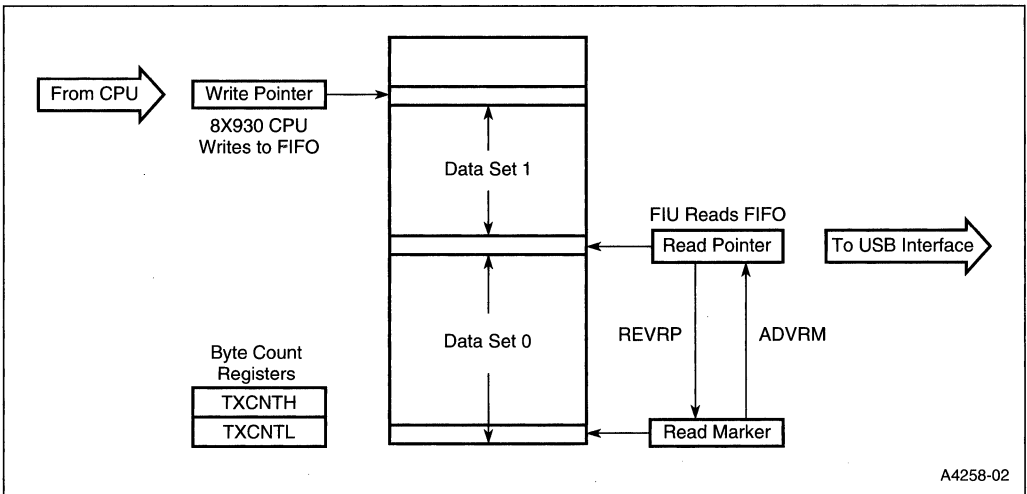 From CPU
Write Pointer
8X930 CPU
Writes to FIFO
Data Set 1
FIU Reads FIFO
Read Pointer
To USB Interface
Data Set 0
REVRP
ADVRM
Byte Count
Registers
TXCNTH
TXCNTL
Read Marker
A4258-02